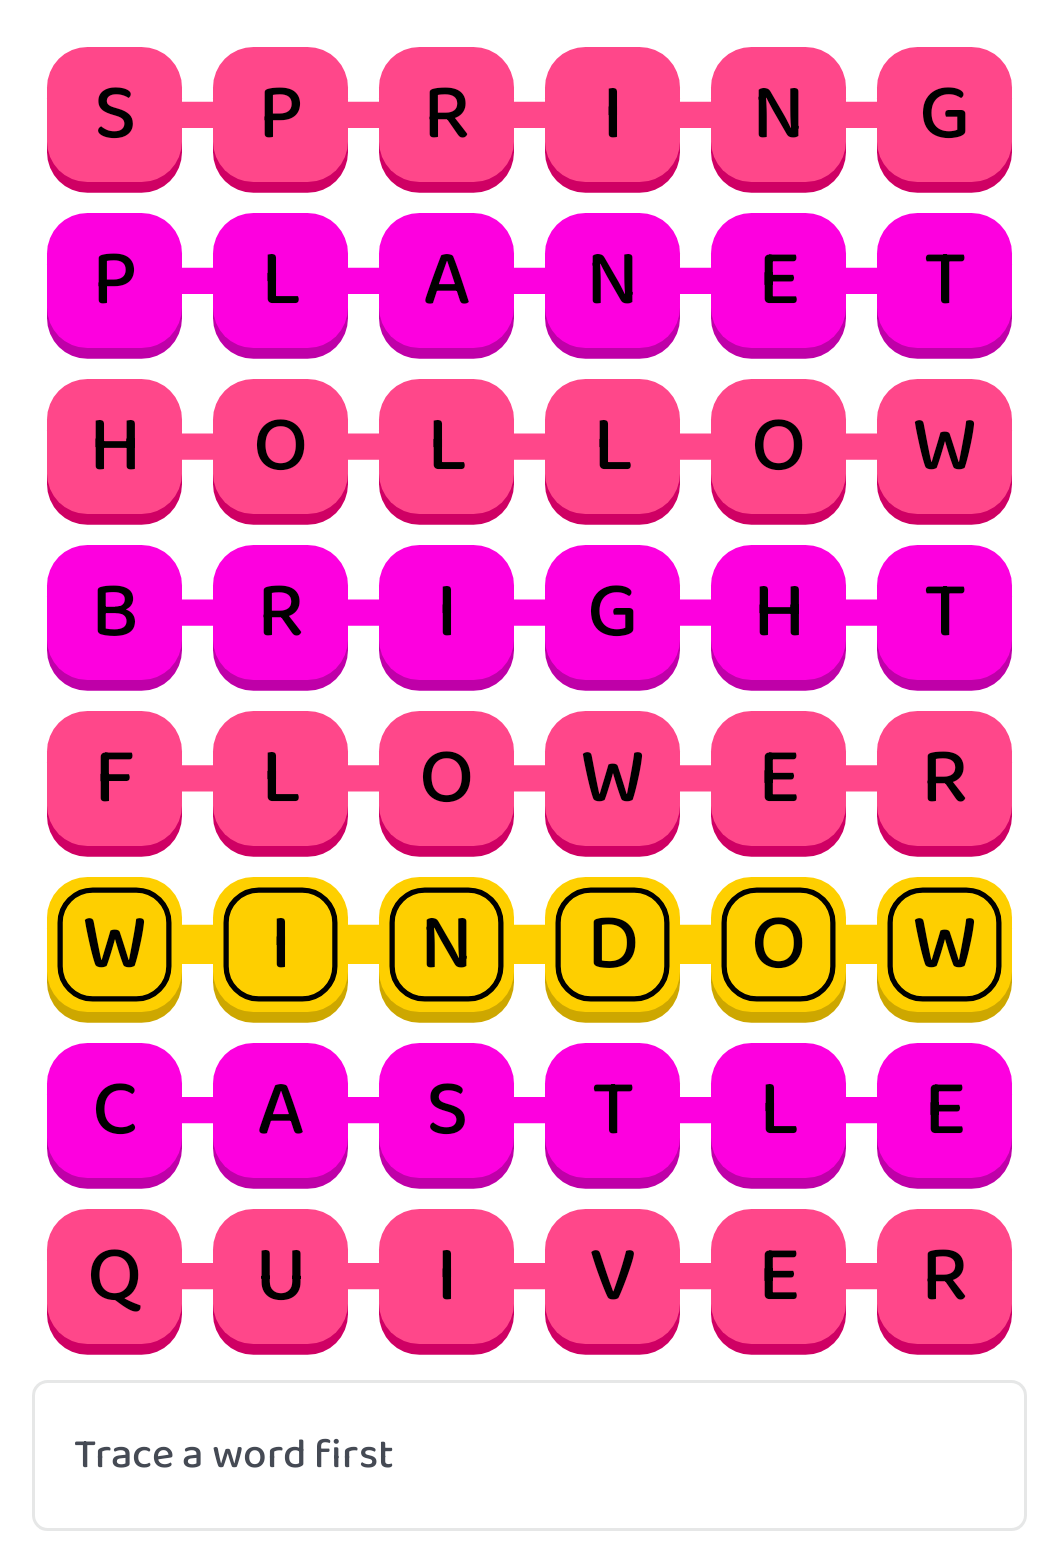 SPRING
PLANET
HOLLOW
BRIGHT
FLOWER
WINDOW
CASTLE
QUIVER
Trace a word first